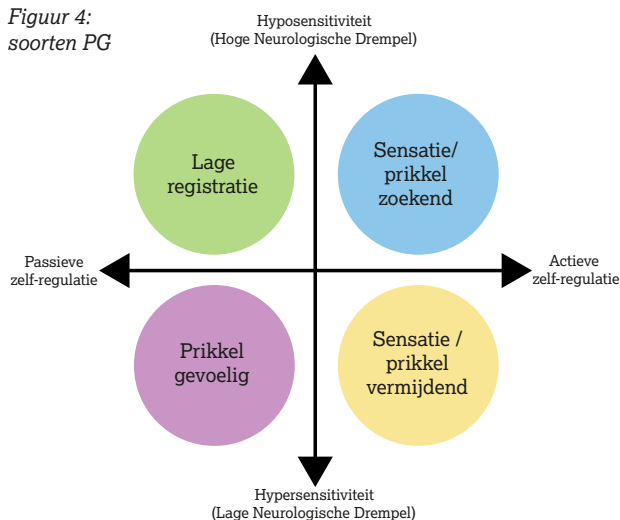 Figuur 4:
soorten PG
Hyposensitiviteit
(Hoge Neurologische Drempel)
Lage
registratie
Sensatie/
prikkel
zoekend
Passieve
zelf-regulatie
Actieve
zelf-regulatie
Prikkel
gevoelig
Sensatie /
prikkel
vermijdend
Hypersensitiviteit
(Lage Neurologische Drempel)